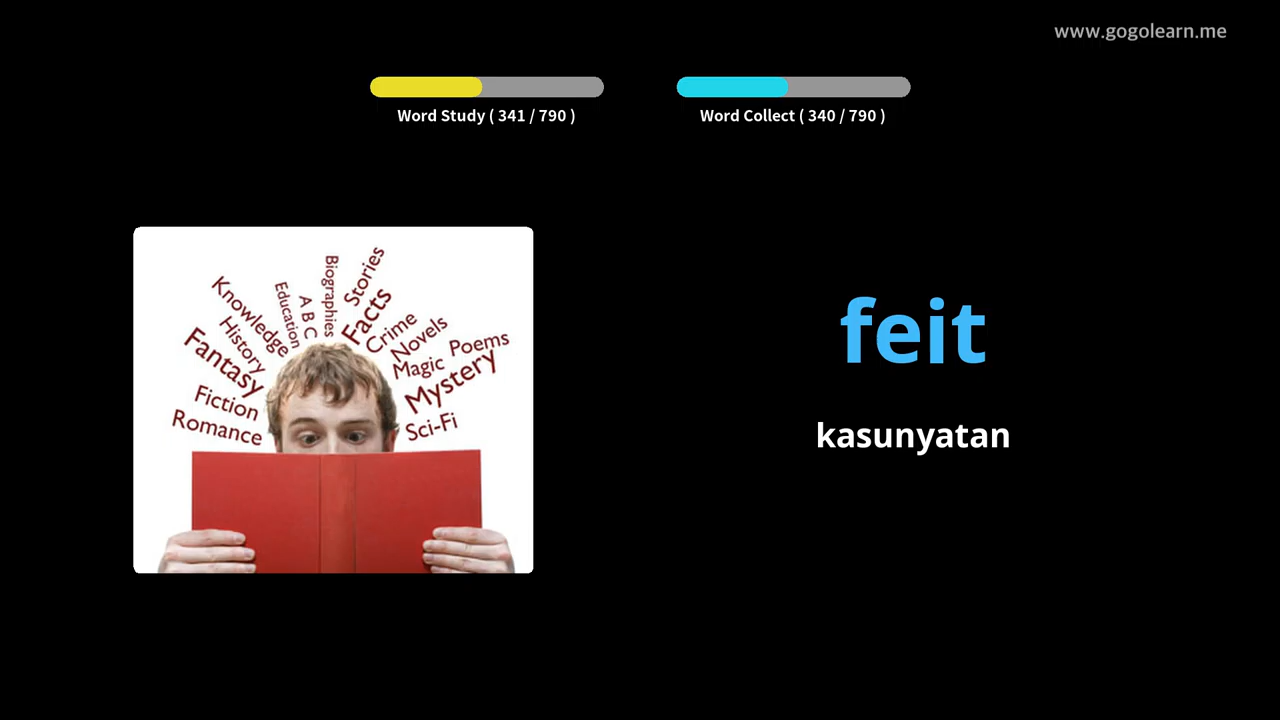 www.gogolearn.me
Word Study ( 341 / 790 )
Word Collect ( 340 / 790 )
Knowledge
History
Fantasy
Fiction
Romance
Education
A B C
Biographies
Stories
Facts
Crime
Novels
Magic
Poems
Mystery
Sci-Fi
feit
kasunyatan